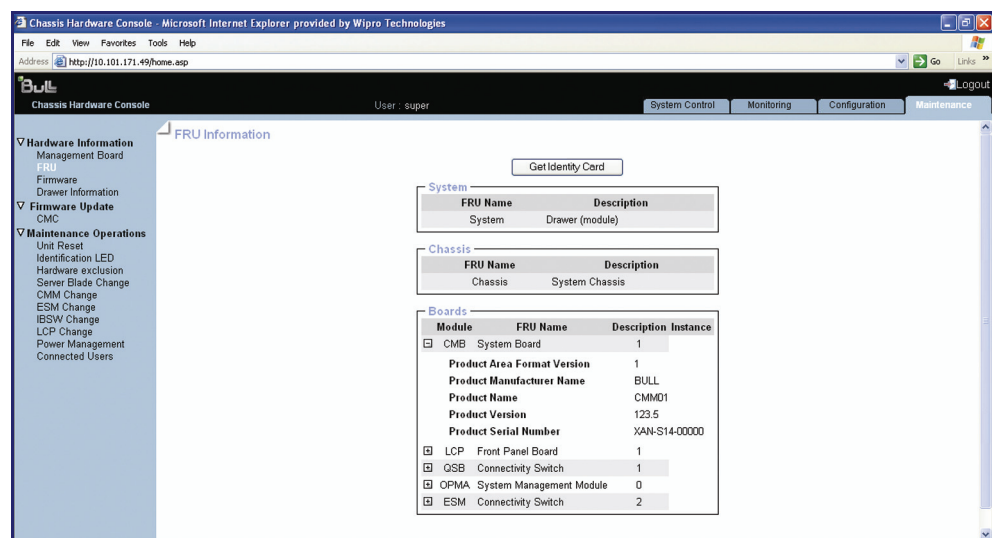 Chassis Hardware Console - Microsoft Internet Explorer provided by Wipro Technologies
File Edit View Favorites Tools Help
Address http://10.101.171.49/home.asp Go Links »
Bull Logout
Chassis Hardware Console User : super System Control Monitoring Configuration Maintenance
Hardware Information
Management Board
FRU
Firmware
Drawer Information
Firmware Update
CMC
Maintenance Operations
Unit Reset
Identification LED
Hardware exclusion
Server Blade Change
CMM Change
ESM Change
IBSW Change
LCP Change
Power Management
Connected Users
FRU Information
Get Identity Card
System
FRU Name Description
System Drawer (module)
Chassis
FRU Name Description
Chassis System Chassis
Boards
Module FRU Name Description Instance
CMB System Board 1
Product Area Format Version 1
Product Manufacturer Name BULL
Product Name CMM01
Product Version 123.5
Product Serial Number XAN-S14-00000
LCP Front Panel Board 1
QSB Connectivity Switch 1
OPMA System Management Module 0
ESM Connectivity Switch 2